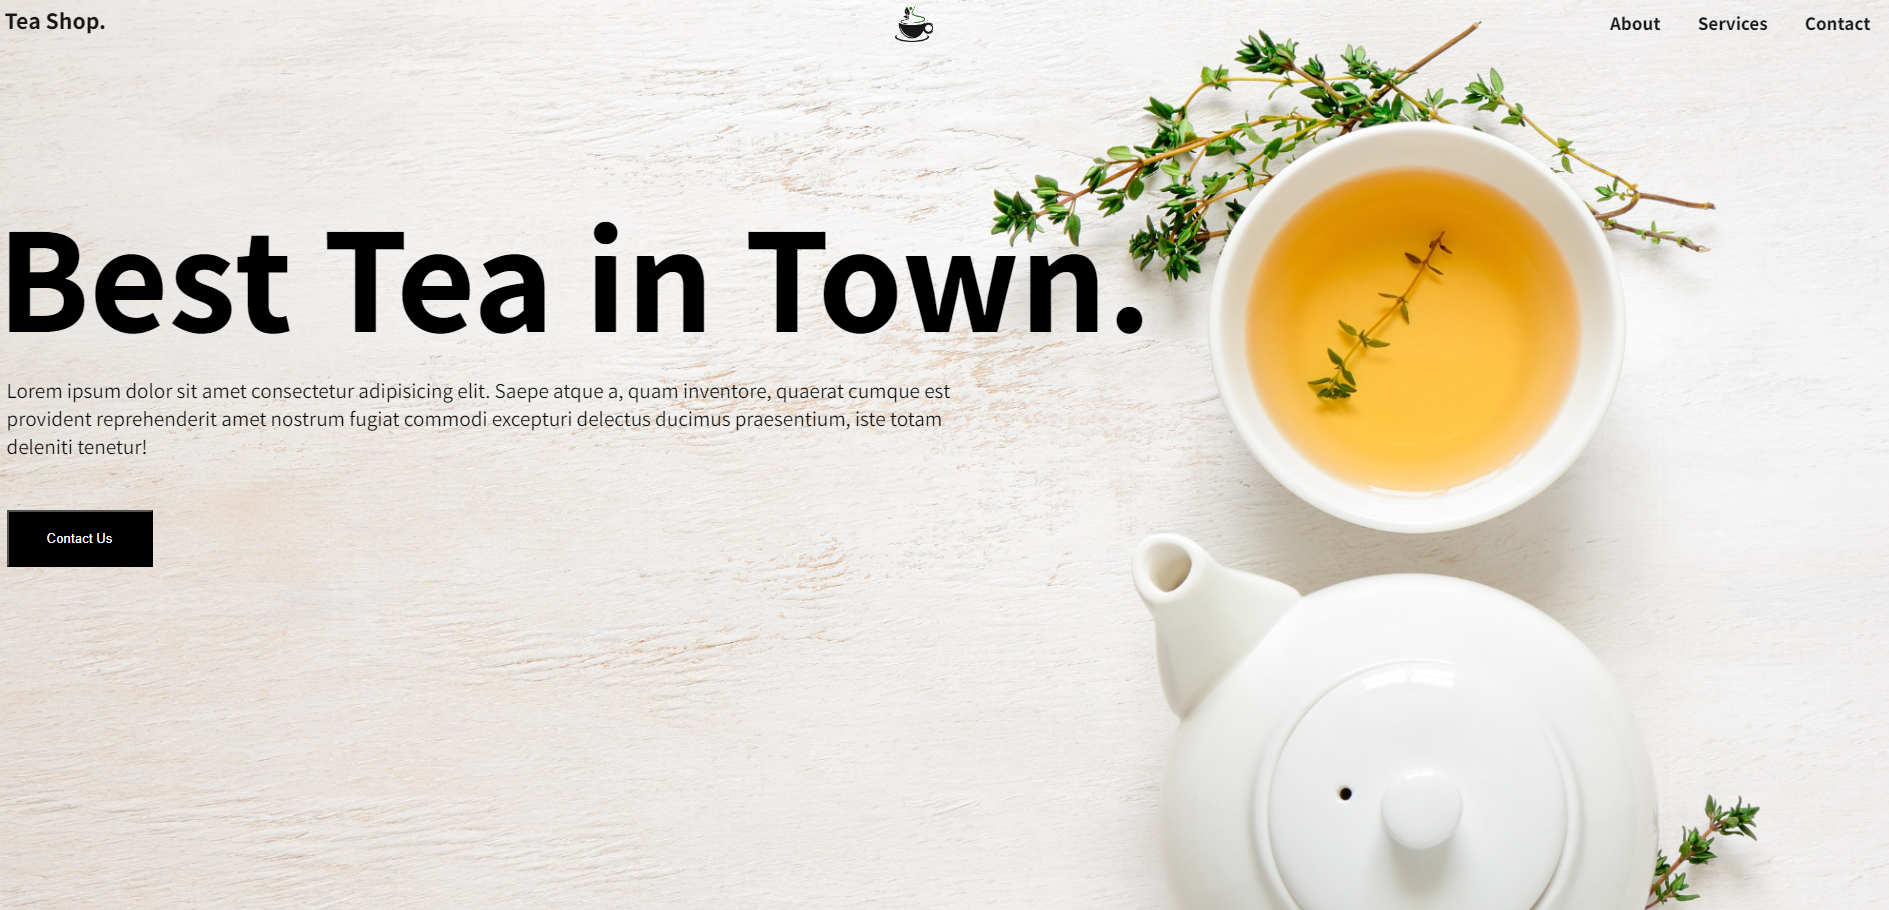 Tea Shop.
About Services Contact
Best Tea in Town.
Lorem ipsum dolor sit amet consectetur adipisicing elit. Saepe atque a, quam inventore, quaerat cumque est
provident reprehenderit amet nostrum fugiat commodi excepturi delectus ducimus praesentium, iste totam
deleniti tenetur!
Contact Us